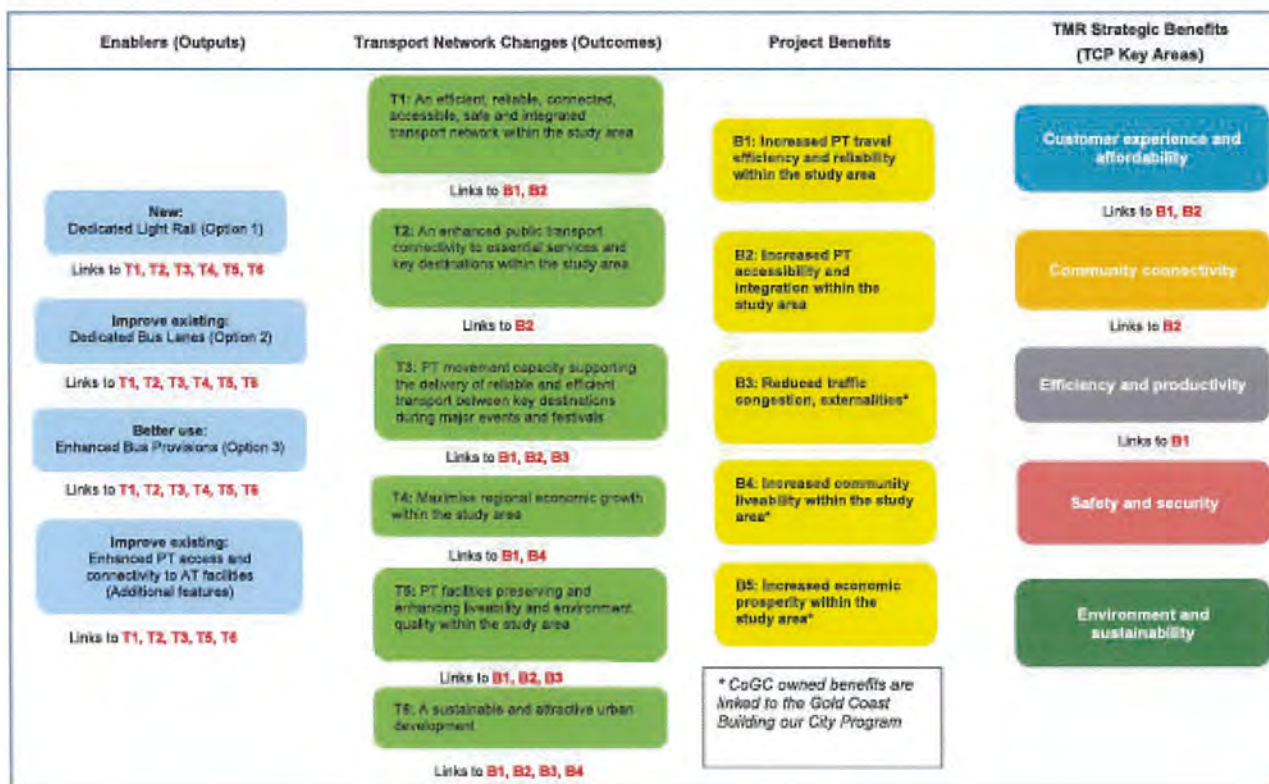 Enablers (Outputs)
New:
Dedicated Light Rail (Option 1)
Links to T1, T2, T3, T4, T5, T6
Improve existing:
Dedicated Bus Lanes (Option 2)
Links to T1, T2, T3, T4, T5, T6
Better use:
Enhanced Bus Provisions (Option 3)
Links to T1, T2, T3, T4, T5, T6
Improve existing:
Enhanced PT access and
connectivity to AT facilities
(Additional features)
Links to T1, T2, T3, T5, T6
Transport Network Changes (Outcomes)
T1: An efficient, reliable, connected,
accessible, safe and integrated
transport network within the study area
Links to B1, B2
T2: An enhanced public transport
connectivity to essential services and
key destinations within the study area
Links to B2
T3: PT movement capacity supporting
the delivery of reliable and efficient
transport between key destinations
during major events and festivals
Links to B1, B2, B3
T4: Maximise regional economic growth
within the study area
Links to B1, B4
T5: PT facilities preserving and
enhancing liveability and environment
quality within the study area
Links to B1, B2, B3
T6: A sustainable and attractive urban
development
Links to B1, B2, B3, B4
Project Benefits
B1: Increased PT travel
efficiency and reliability
within the study area
B2: Increased PT
accessibility and
integration within the
study area
B3: Reduced traffic
congestion, externalities*
B4: Increased community
liveability within the study
area*
B5: Increased economic
prosperity within the
study area*
* CoGC owned benefits are
linked to the Gold Coast
Building our City Program
TMR Strategic Benefits
(TCP Key Areas)
Customer experience and
affordability
Links to B1, B2
Community connectivity
Links to B2
Efficiency and productivity
Links to B1
Safety and security
Environment and
sustainability